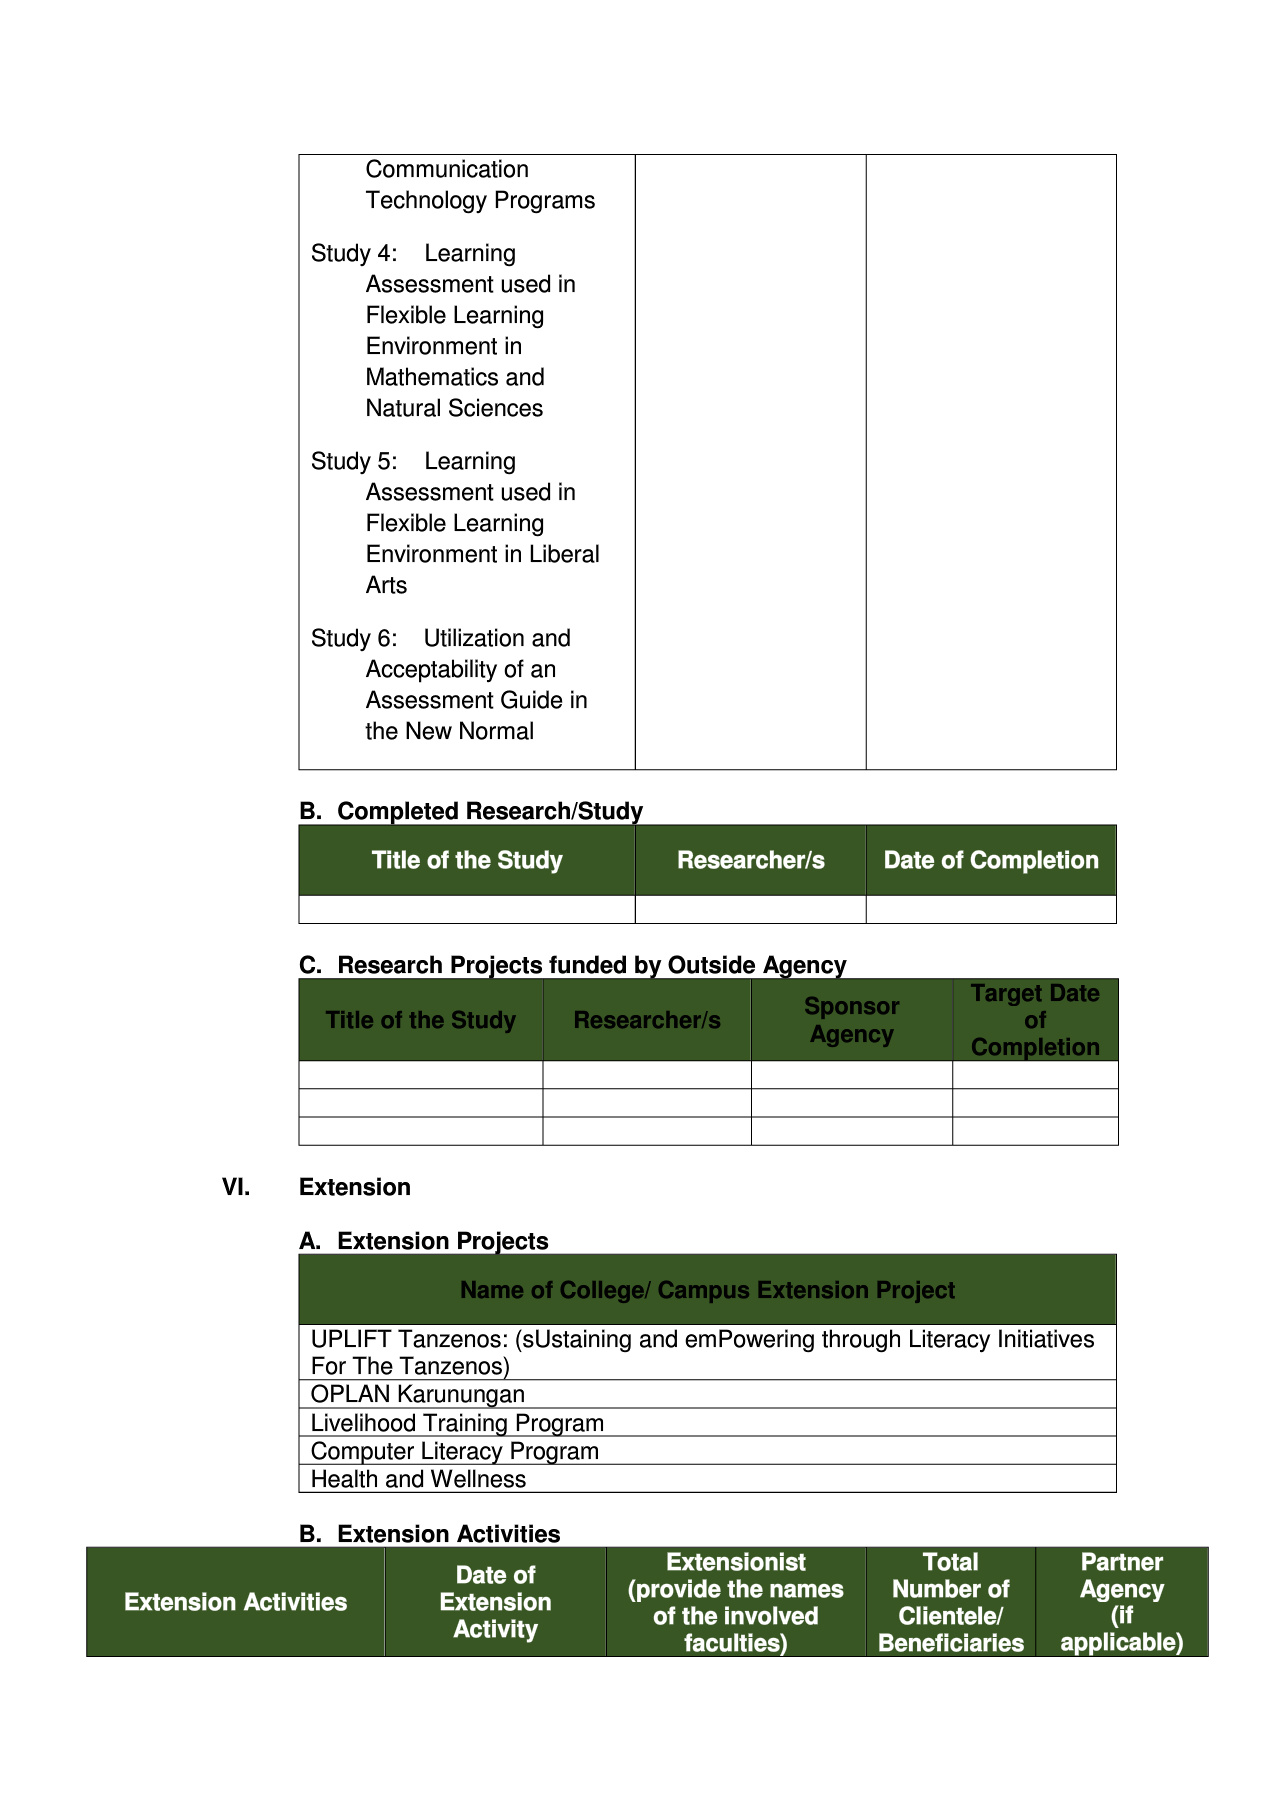 Communication
Technology Programs
Study 4: Learning
Assessment used in
Flexible Learning
Environment in
Mathematics and
Natural Sciences
Study 5: Learning
Assessment used in
Flexible Learning
Environment in Liberal
Arts
Study 6: Utilization and
Acceptability of an
Assessment Guide in
the New Normal
B. Completed Research/Study
Title of the Study Researcher/s Date of Completion
C. Research Projects funded by Outside Agency
Title of the Study
Researcher/s
Sponsor
Agency
Target Date
of
Completion
VI. Extension
A. Extension Projects
Name of College/ Campus Extension Project
UPLIFT Tanzenos: (sUstaining and emPowering through Literacy Initiatives
For The Tanzenos)
OPLAN Karunungan
Livelihood Training Program
Computer Literacy Program
Health and Wellness
B. Extension Activities
Extension Activities
Date of
Extension
Activity
Extensionist
(provide the names
of the involved
faculties)
Total
Number of
Clientele/
Beneficiaries
Partner
Agency
(if
applicable)